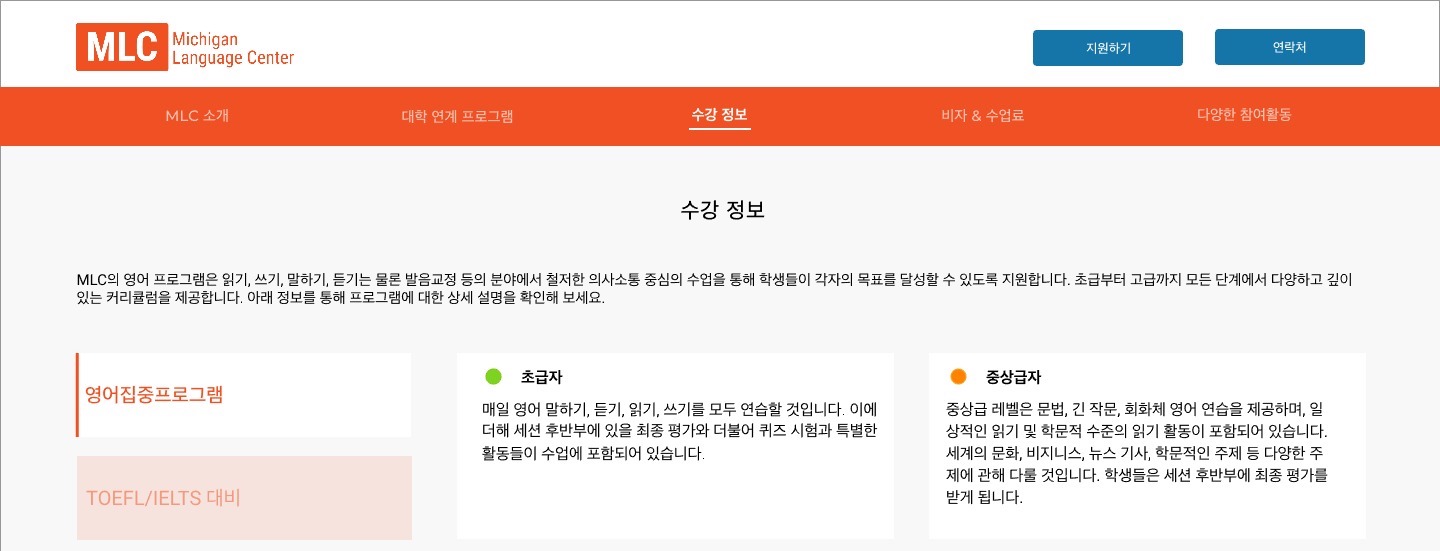 MLC Michigan
Language Center
지원하기
연락처
MLC 소개
대학 연계 프로그램
수강 정보
비자 & 수업료
다양한 참여활동
수강 정보
MLC의 영어 프로그램은 읽기, 쓰기, 말하기, 듣기는 물론 발음교정 등의 분야에서 철저한 의사소통 중심의 수업을 통해 학생들이 각자의 목표를 달성할 수 있도록 지원합니다. 초급부터 고급까지 모든 단계에서 다양하고 깊이
있는 커리큘럼을 제공합니다. 아래 정보를 통해 프로그램에 대한 상세 설명을 확인해 보세요.
영어집중프로그램
TOEFL/IELTS 대비
초급자
매일 영어 말하기, 듣기, 읽기, 쓰기를 모두 연습할 것입니다. 이에
더해 세션 후반부에 있을 최종 평가와 더불어 퀴즈 시험과 특별한
활동들이 수업에 포함되어 있습니다.
중상급자
중상급 레벨은 문법, 긴 작문, 회화체 영어 연습을 제공하며, 일
상적인 읽기 및 학문적 수준의 읽기 활동이 포함되어 있습니다.
세계의 문화, 비지니스, 뉴스 기사, 학문적인 주제 등 다양한 주
제에 관해 다룰 것입니다. 학생들은 세션 후반부에 최종 평가를
받게 됩니다.